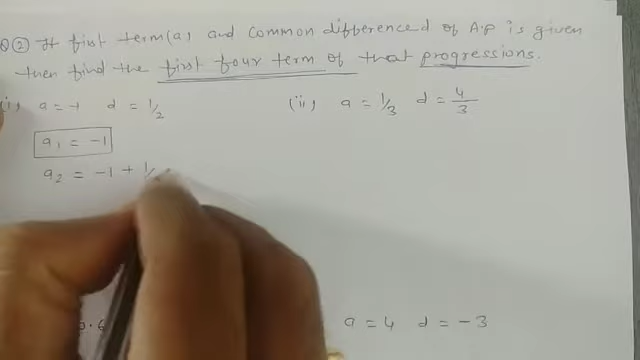 Q② If first term(a) and common difference d of A.P is given
then find the first four term of that progressions.
(i) a = -1 d = 1/2
(ii) a = 1/3 d = 4/3
a₁ = -1
a₂ = -1 + 1/
a = 4 d = -3